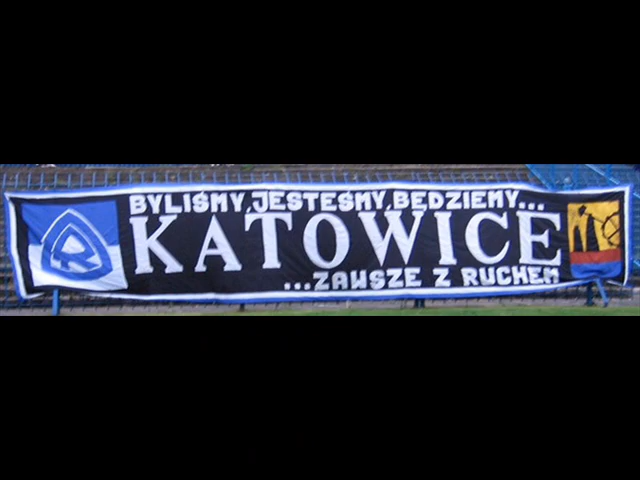 BYLIŚMY, JESTEŚMY, BĘDZIEMY...
KATOWICE
...ZAWSZE Z RUCHEM
R